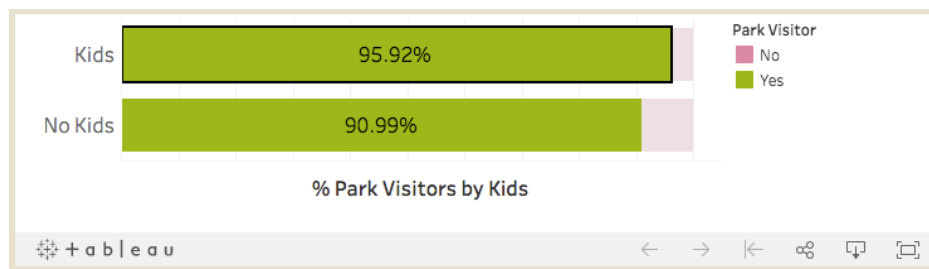 Kids
95.92%
No Kids
90.99%
% Park Visitors by Kids
Park Visitor
No
Yes
+ableau